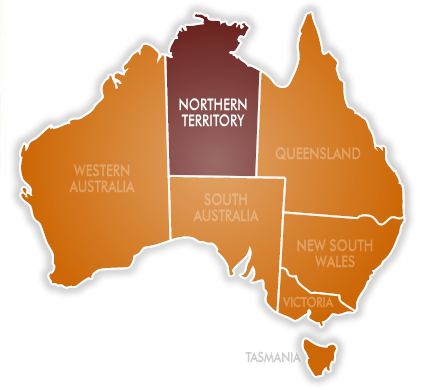 NORTHERN
TERRITORY
QUEENSLAND
WESTERN
AUSTRALIA
SOUTH
AUSTRALIA
NEW SOUTH
WALES
VICTORIA
TASMANIA